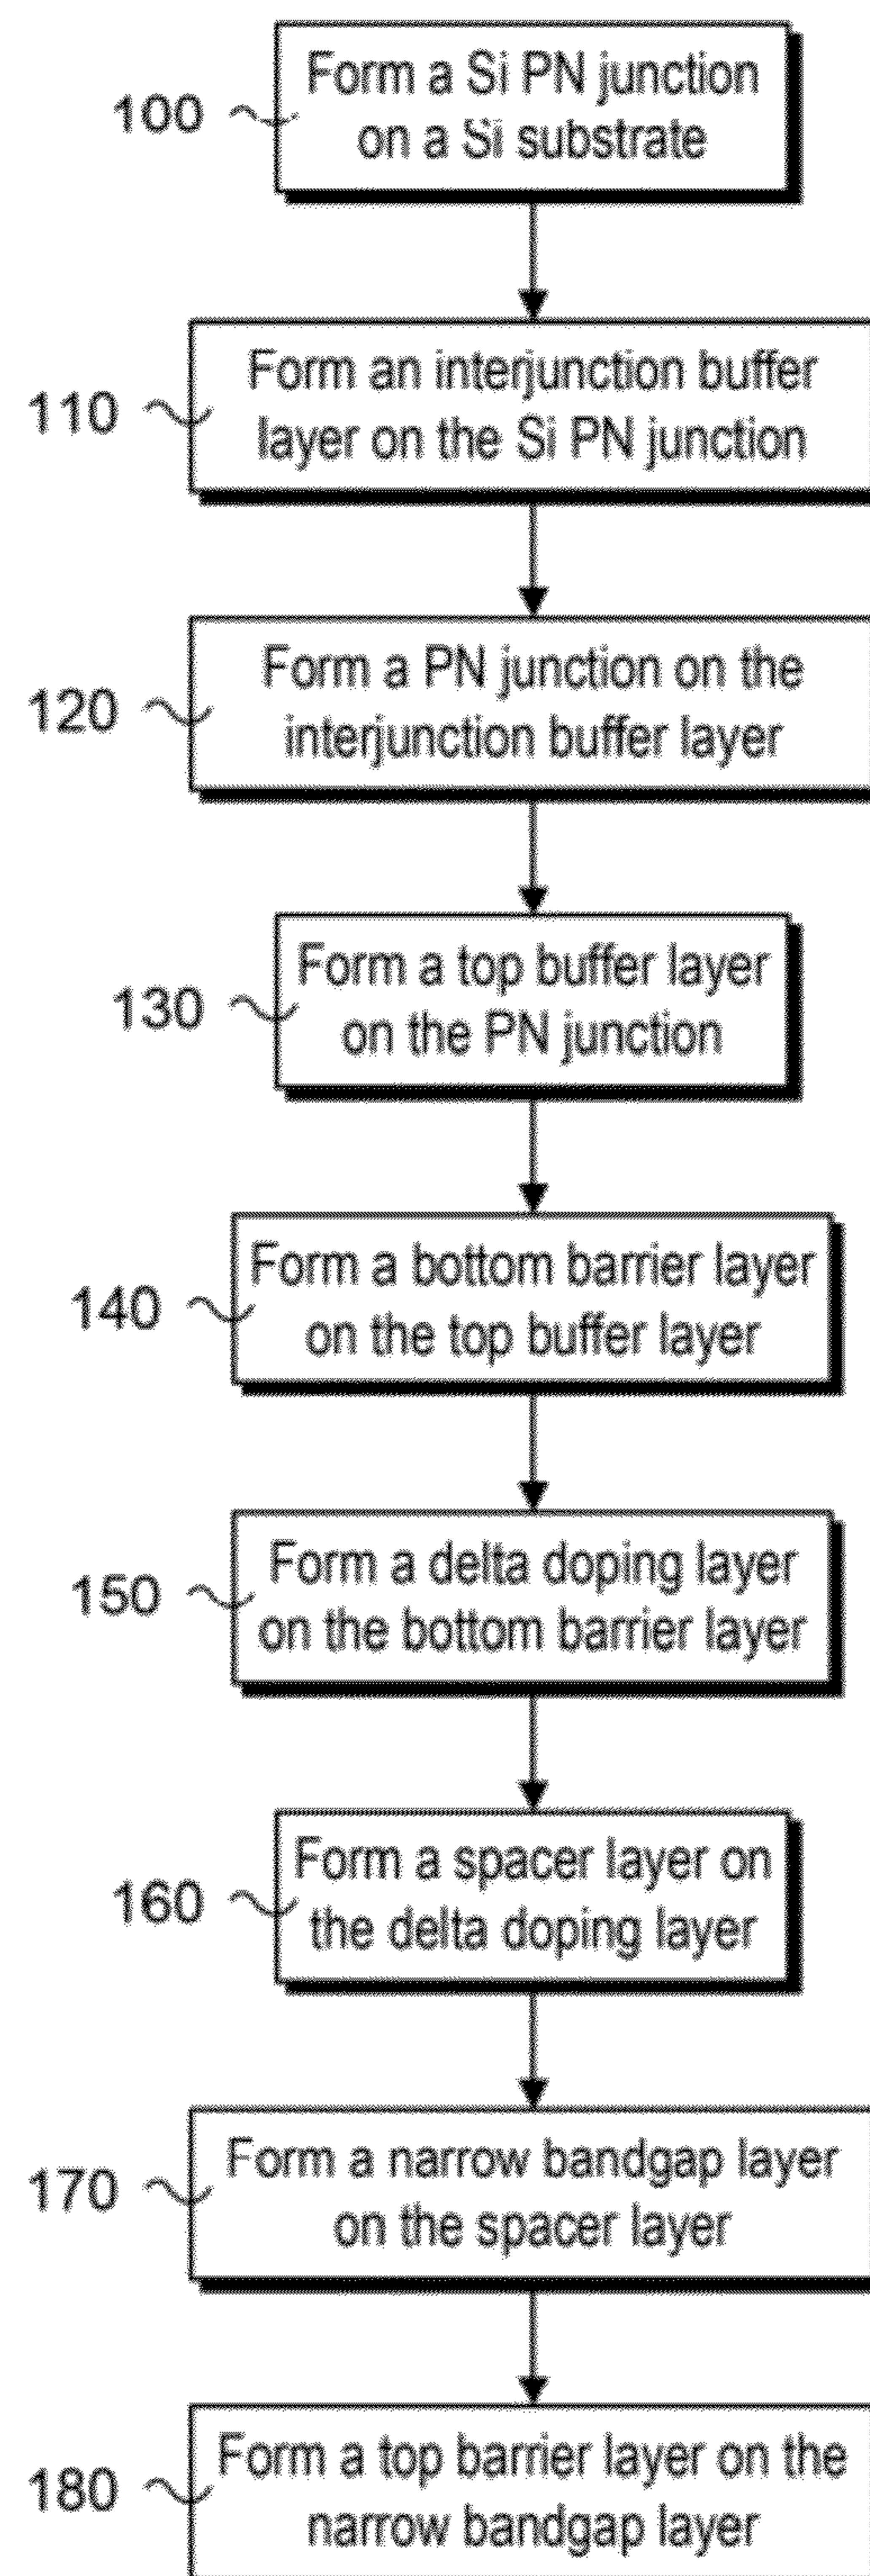 100
Form a Si PN junction
on a Si substrate
110
Form an interjunction buffer
layer on the Si PN junction
120
Form a PN junction on the
interjunction buffer layer
130
Form a top buffer layer
on the PN junction
140
Form a bottom barrier layer
on the top buffer layer
150
Form a delta doping layer
on the bottom barrier layer
160
Form a spacer layer on
the delta doping layer
170
Form a narrow bandgap layer
on the spacer layer
180
Form a top barrier layer on the
narrow bandgap layer